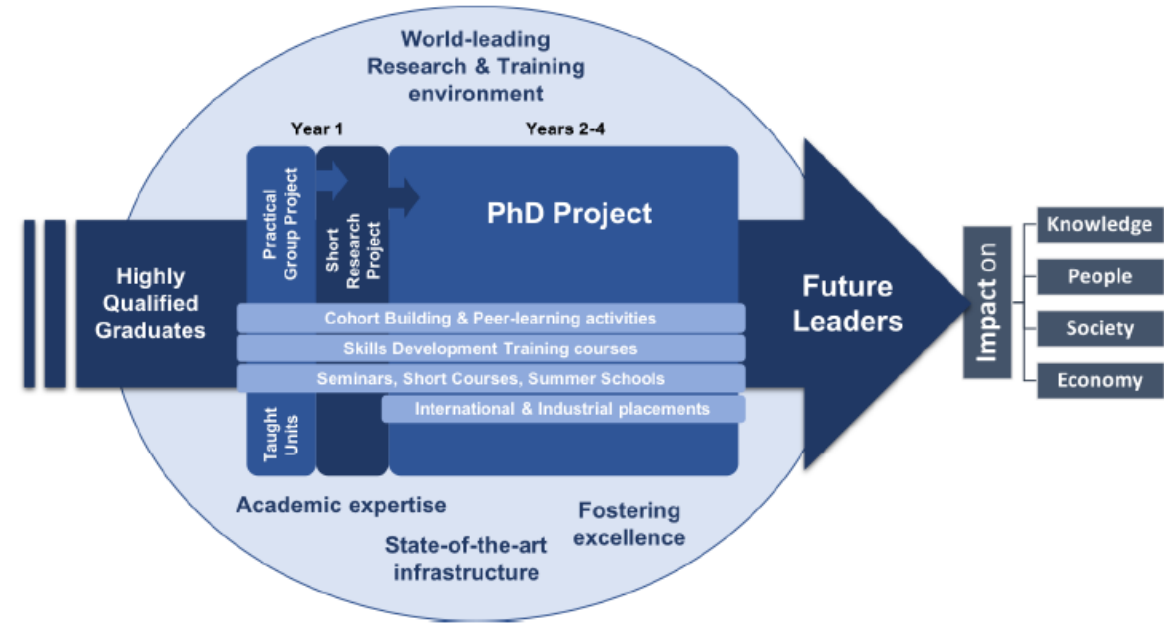 World-leading
Research & Training
environment
Year 1
Years 2-4
Practical
Group Project
Short
Research
Project
PhD Project
Highly
Qualified
Graduates
Future
Leaders
Impact on
Knowledge
People
Society
Economy
Cohort Building & Peer-learning activities
Skills Development Training courses
Seminars, Short Courses, Summer Schools
International & Industrial placements
Taught
Units
Academic expertise
Fostering
excellence
State-of-the-art
infrastructure